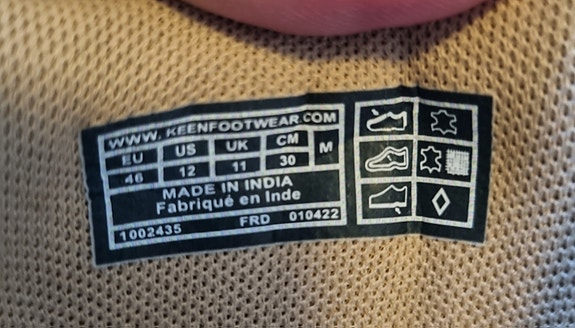 WWW. KEENFOOTWEAR.COM
EU US UK CM M
46 12 11 30
MADE IN INDIA
Fabriqué en Inde
1002435 FRD 010422